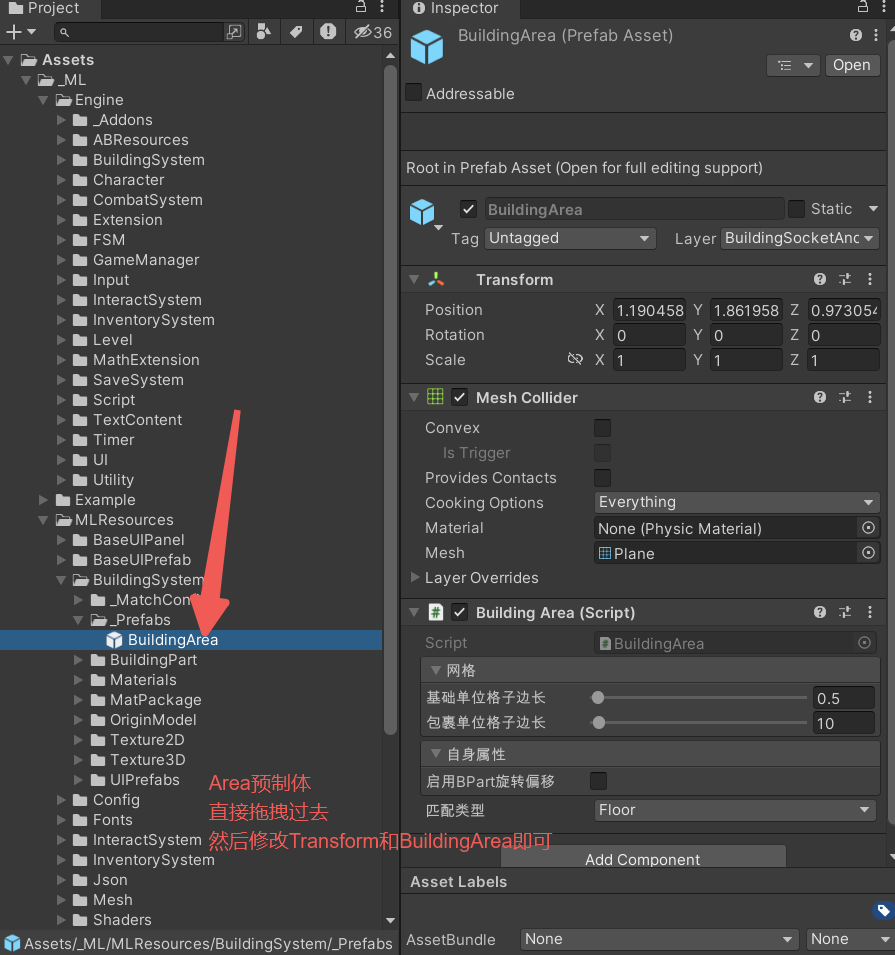 Project
36
Assets
_ML
Engine
_Addons
ABResources
BuildingSystem
Character
CombatSystem
Extension
FSM
GameManager
Input
InteractSystem
InventorySystem
Level
MathExtension
SaveSystem
Script
TextContent
Timer
UI
Utility
Example
MLResources
BaseUIPanel
BaseUIPrefab
BuildingSystem
_MatchConf
_Prefabs
BuildingArea
BuildingPart
Materials
MatPackage
OriginModel
Texture2D
Texture3D
UIPrefabs
Config
Fonts
InteractSystem
InventorySystem
Json
Mesh
Shaders
Assets/_ML/MLResources/BuildingSystem/_Prefabs
Area预制体
直接拖拽过去
然后修改Transform和BuildingArea即可
Inspector
BuildingArea (Prefab Asset)
Open
Addressable
Root in Prefab Asset (Open for full editing support)
BuildingArea Static
Tag Untagged Layer BuildingSocketAnc
Transform
Position X 1.190458 Y 1.861958 Z 0.973054
Rotation X 0 Y 0 Z 0
Scale X 1 Y 1 Z 1
Mesh Collider
Convex
Is Trigger
Provides Contacts
Cooking Options Everything
Material None (Physic Material)
Mesh Plane
Layer Overrides
# Building Area (Script)
Script # BuildingArea
网格
基础单位格子边长 0.5
包裹单位格子边长 10
自身属性
启用BPart旋转偏移
匹配类型 Floor
Add Component
Asset Labels
AssetBundle None None